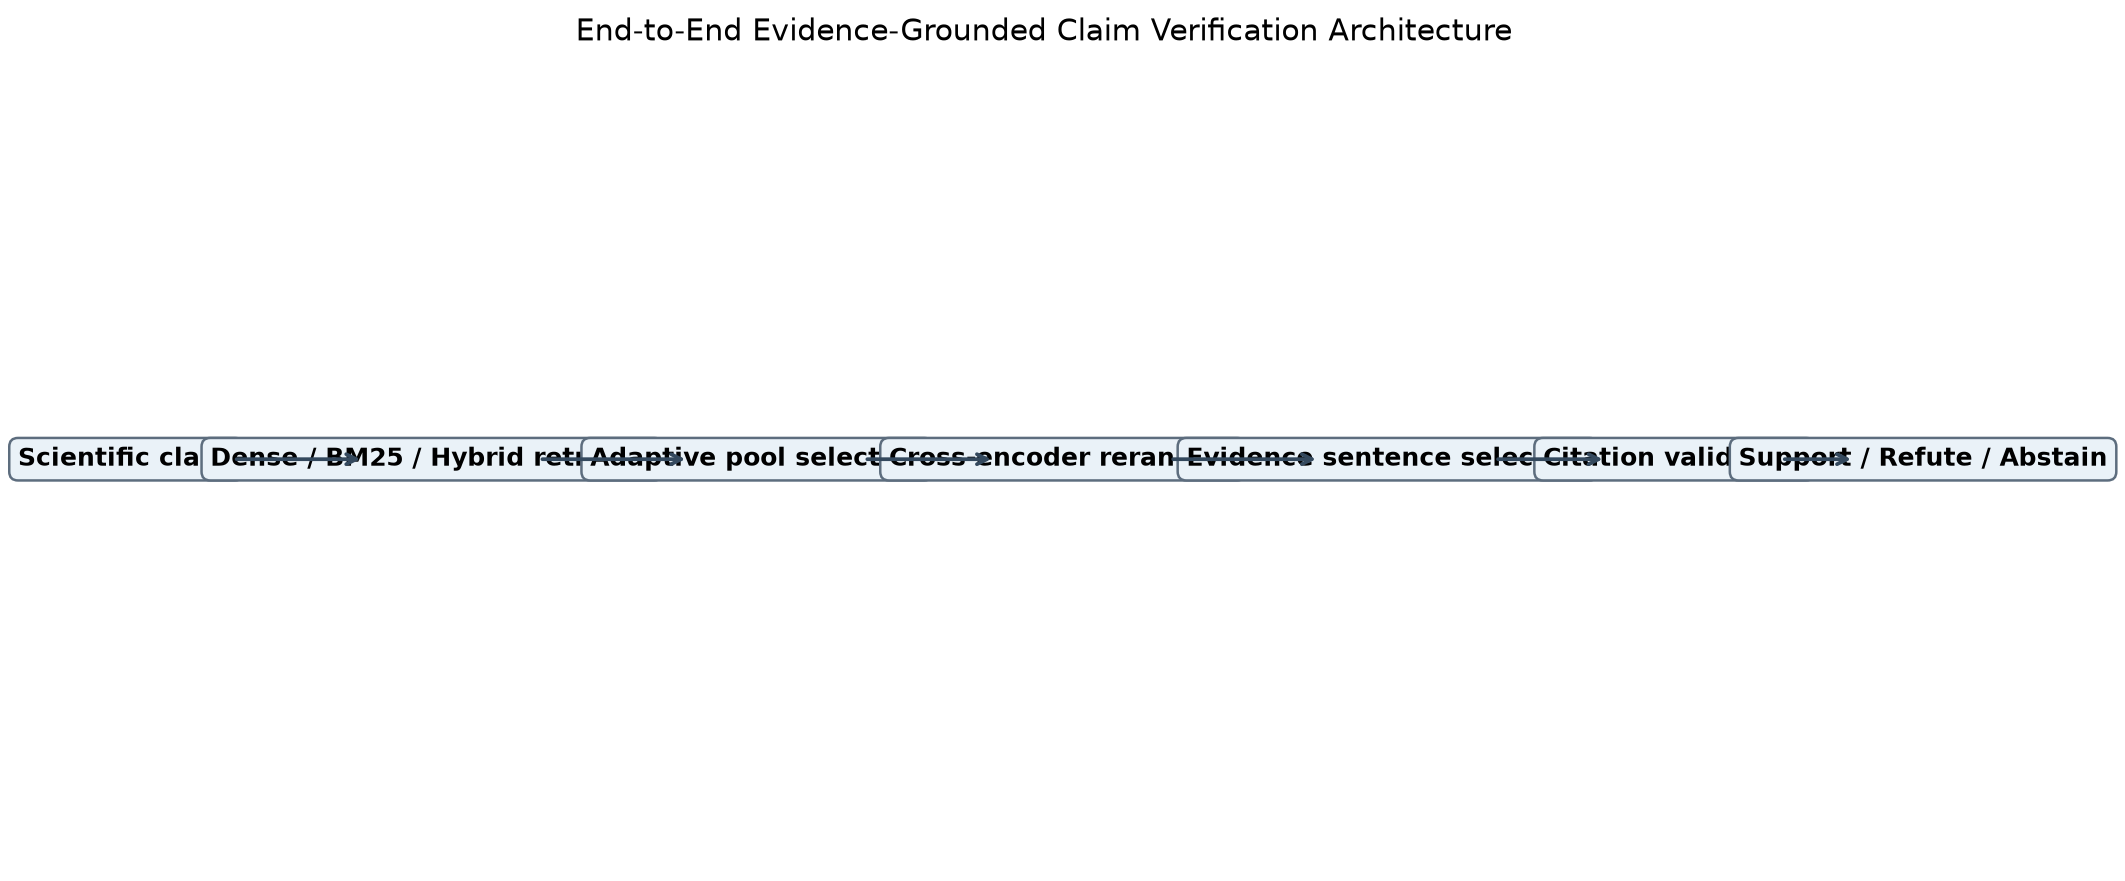 End-to-End Evidence-Grounded Claim Verification Architecture
Scientific cla
Dense / BM25 / Hybrid retr
Adaptive pool select
Cross-encoder reran
Evidence sentence selec
Citation valid
Support / Refute / Abstain